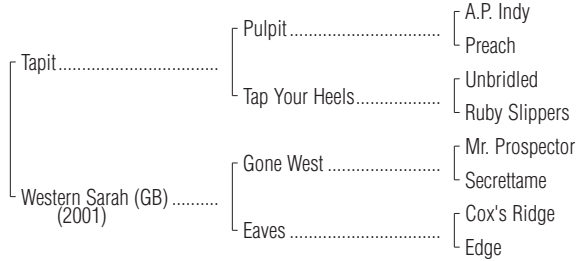 A.P. Indy
Pulpit
Preach
Tapit
Unbridled
Tap Your Heels
Ruby Slippers
Mr. Prospector
Gone West
Secrettame
Western Sarah (GB)
(2001)
Cox's Ridge
Eaves
Edge